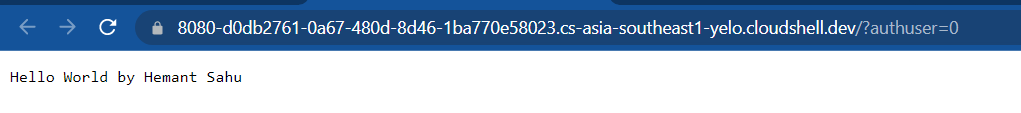 8080-d0db2761-0a67-480d-8d46-1ba770e58023.cs-asia-southeast1-yelo.cloudshell.dev/?authuser=0
Hello World by Hemant Sahu